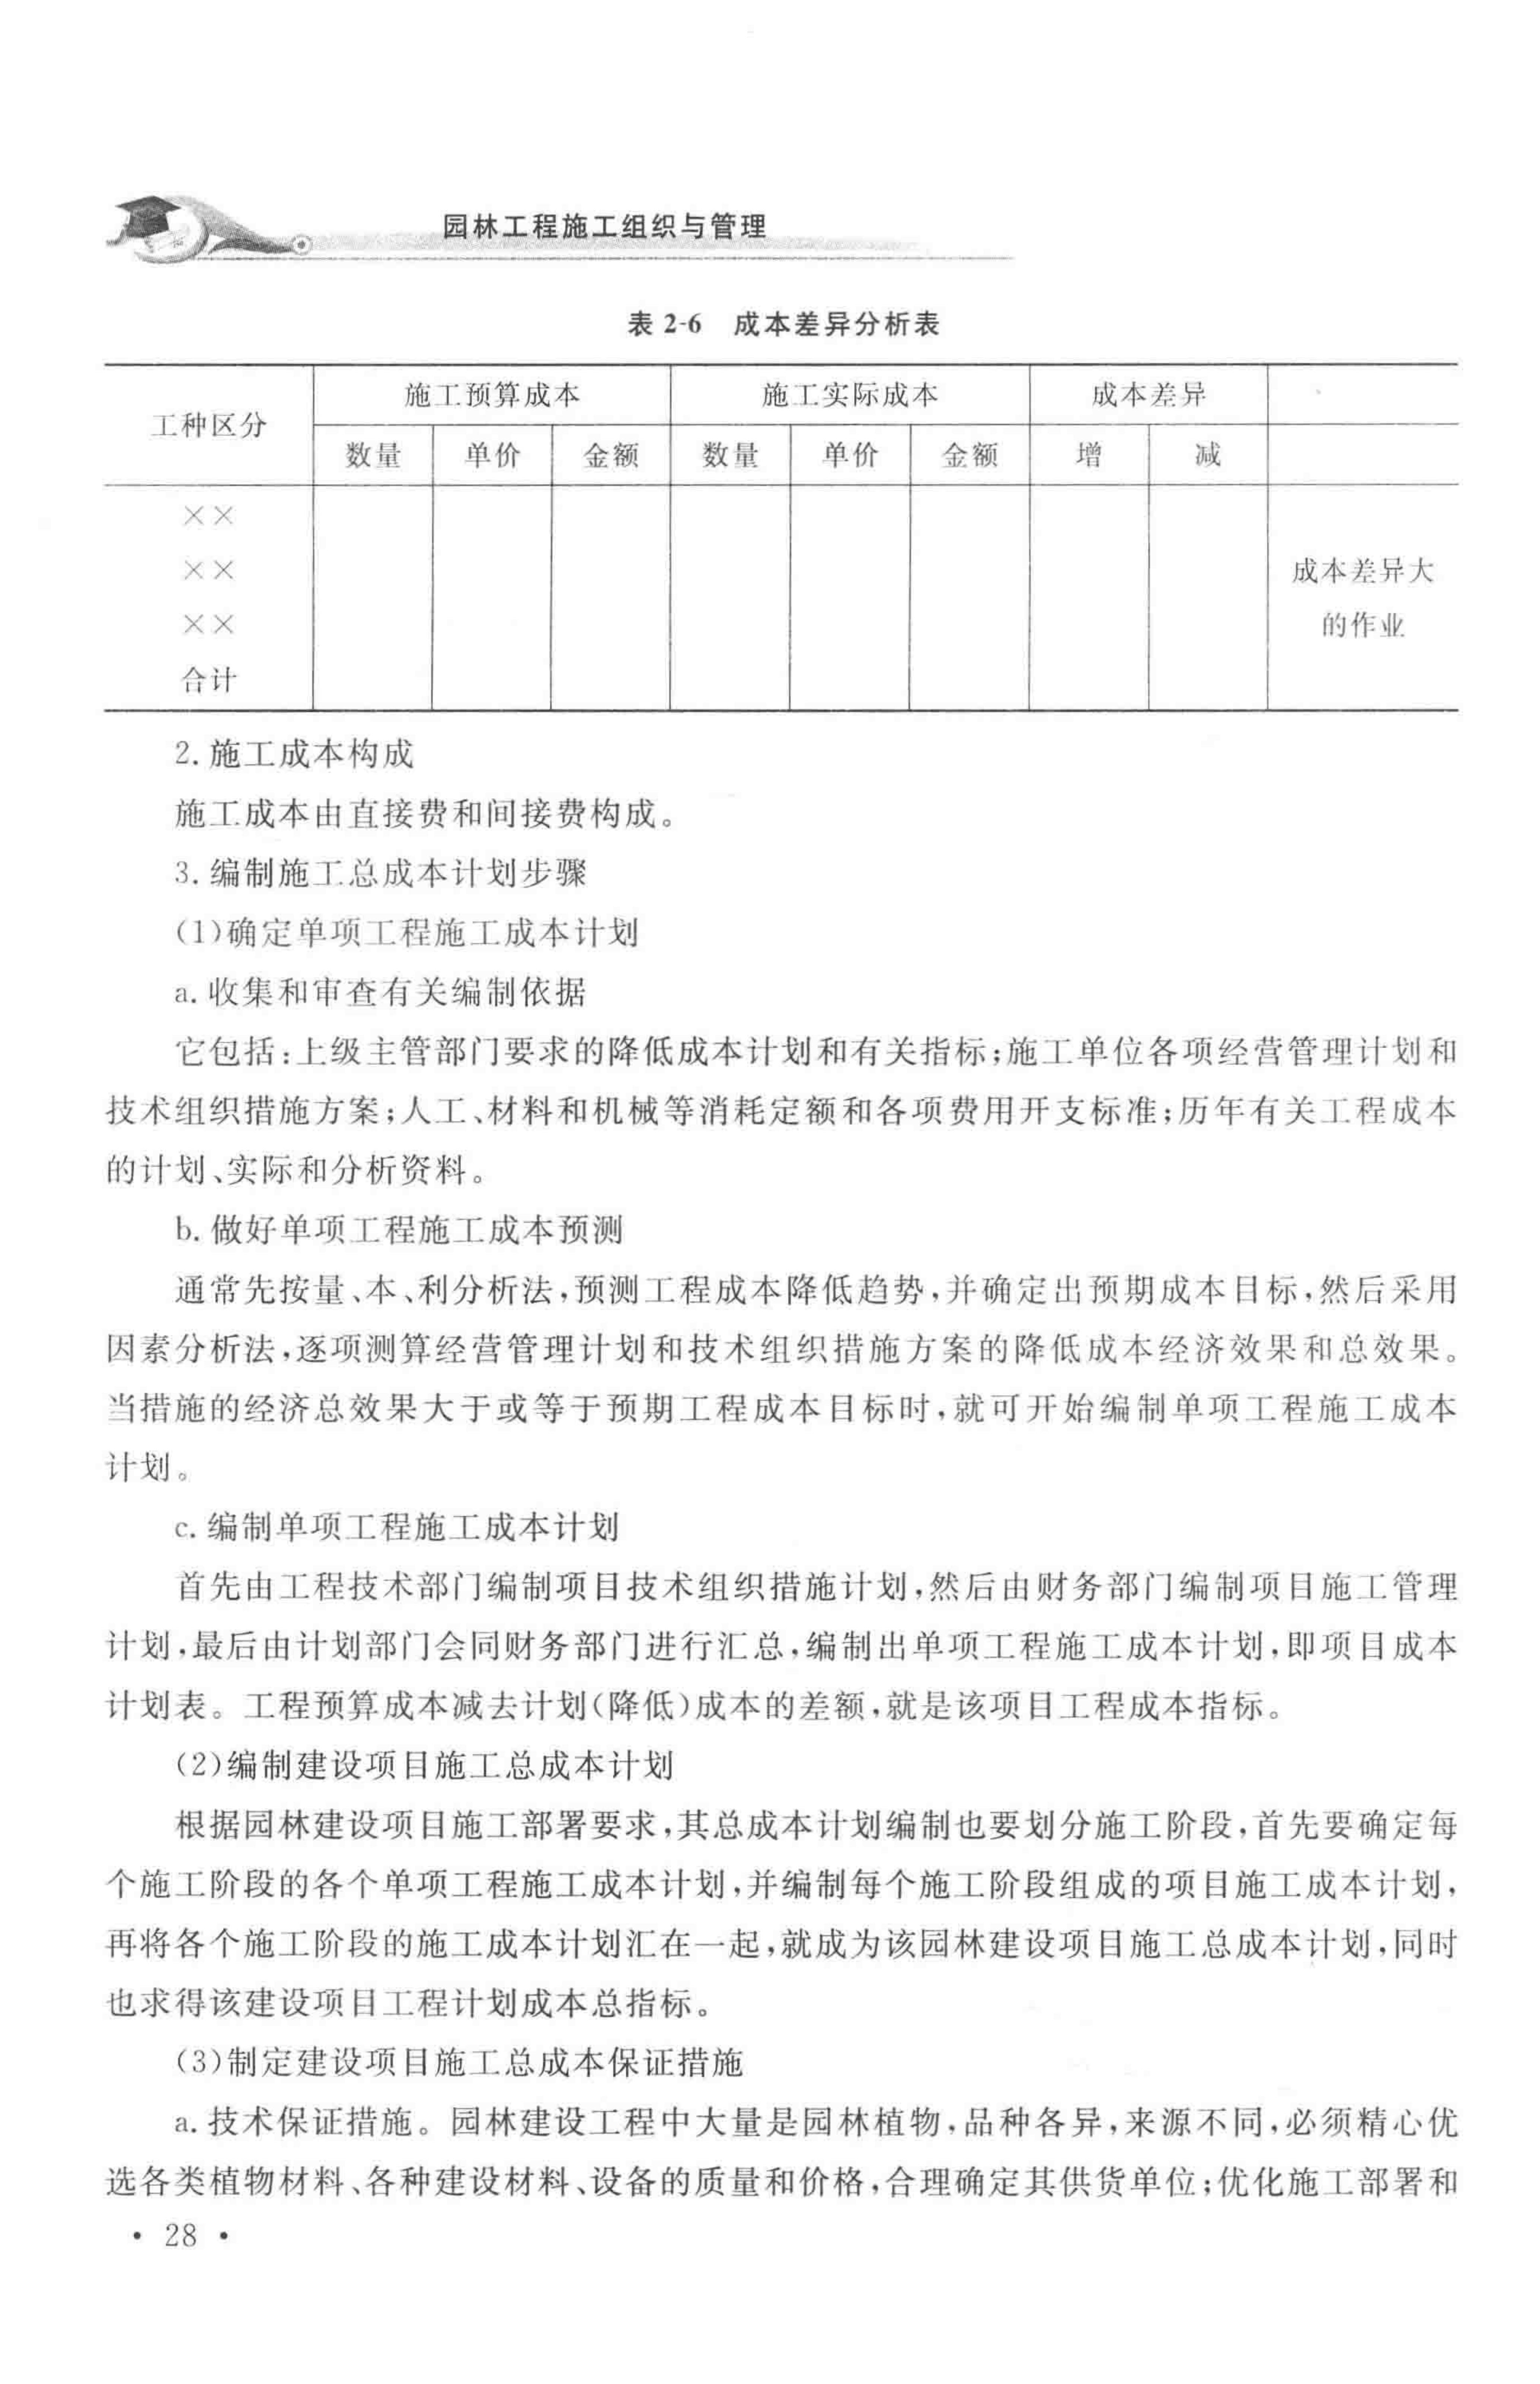 园林工程施工组织与管理
表 2-6 成本差异分析表
工种区分 施工预算成本 施工实际成本 成本差异
数量 单价 金额 数量 单价 金额 增 减
××
×× 成本差异大
×× 的作业
合计
2. 施工成本构成
施工成本由直接费和间接费构成。
3. 编制施工总成本计划步骤
(1)确定单项工程施工成本计划
a. 收集和审查有关编制依据
它包括:上级主管部门要求的降低成本计划和有关指标;施工单位各项经营管理计划和
技术组织措施方案;人工、材料和机械等消耗定额和各项费用开支标准;历年有关工程成本
的计划、实际和分析资料。
b. 做好单项工程施工成本预测
通常先按量、本、利分析法,预测工程成本降低趋势,并确定出预期成本目标,然后采用
因素分析法,逐项测算经营管理计划和技术组织措施方案的降低成本经济效果和总效果。
当措施的经济总效果大于或等于预期工程成本目标时,就可开始编制单项工程施工成本
计划。
c. 编制单项工程施工成本计划
首先由工程技术部门编制项目技术组织措施计划,然后由财务部门编制项目施工管理
计划,最后由计划部门会同财务部门进行汇总,编制出单项工程施工成本计划,即项目成本
计划表。工程预算成本减去计划(降低)成本的差额,就是该项目工程成本指标。
(2)编制建设项目施工总成本计划
根据园林建设项目施工部署要求,其总成本计划编制也要划分施工阶段,首先要确定每
个施工阶段的各个单项工程施工成本计划,并编制每个施工阶段组成的项目施工成本计划,
再将各个施工阶段的施工成本计划汇在一起,就成为该园林建设项目施工总成本计划,同时
也求得该建设项目工程计划成本总指标。
(3)制定建设项目施工总成本保证措施
a. 技术保证措施。园林建设工程中大量是园林植物,品种各异,来源不同,必须精心优
选各类植物材料、各种建设材料、设备的质量和价格,合理确定其供货单位;优化施工部署和
• 28 •